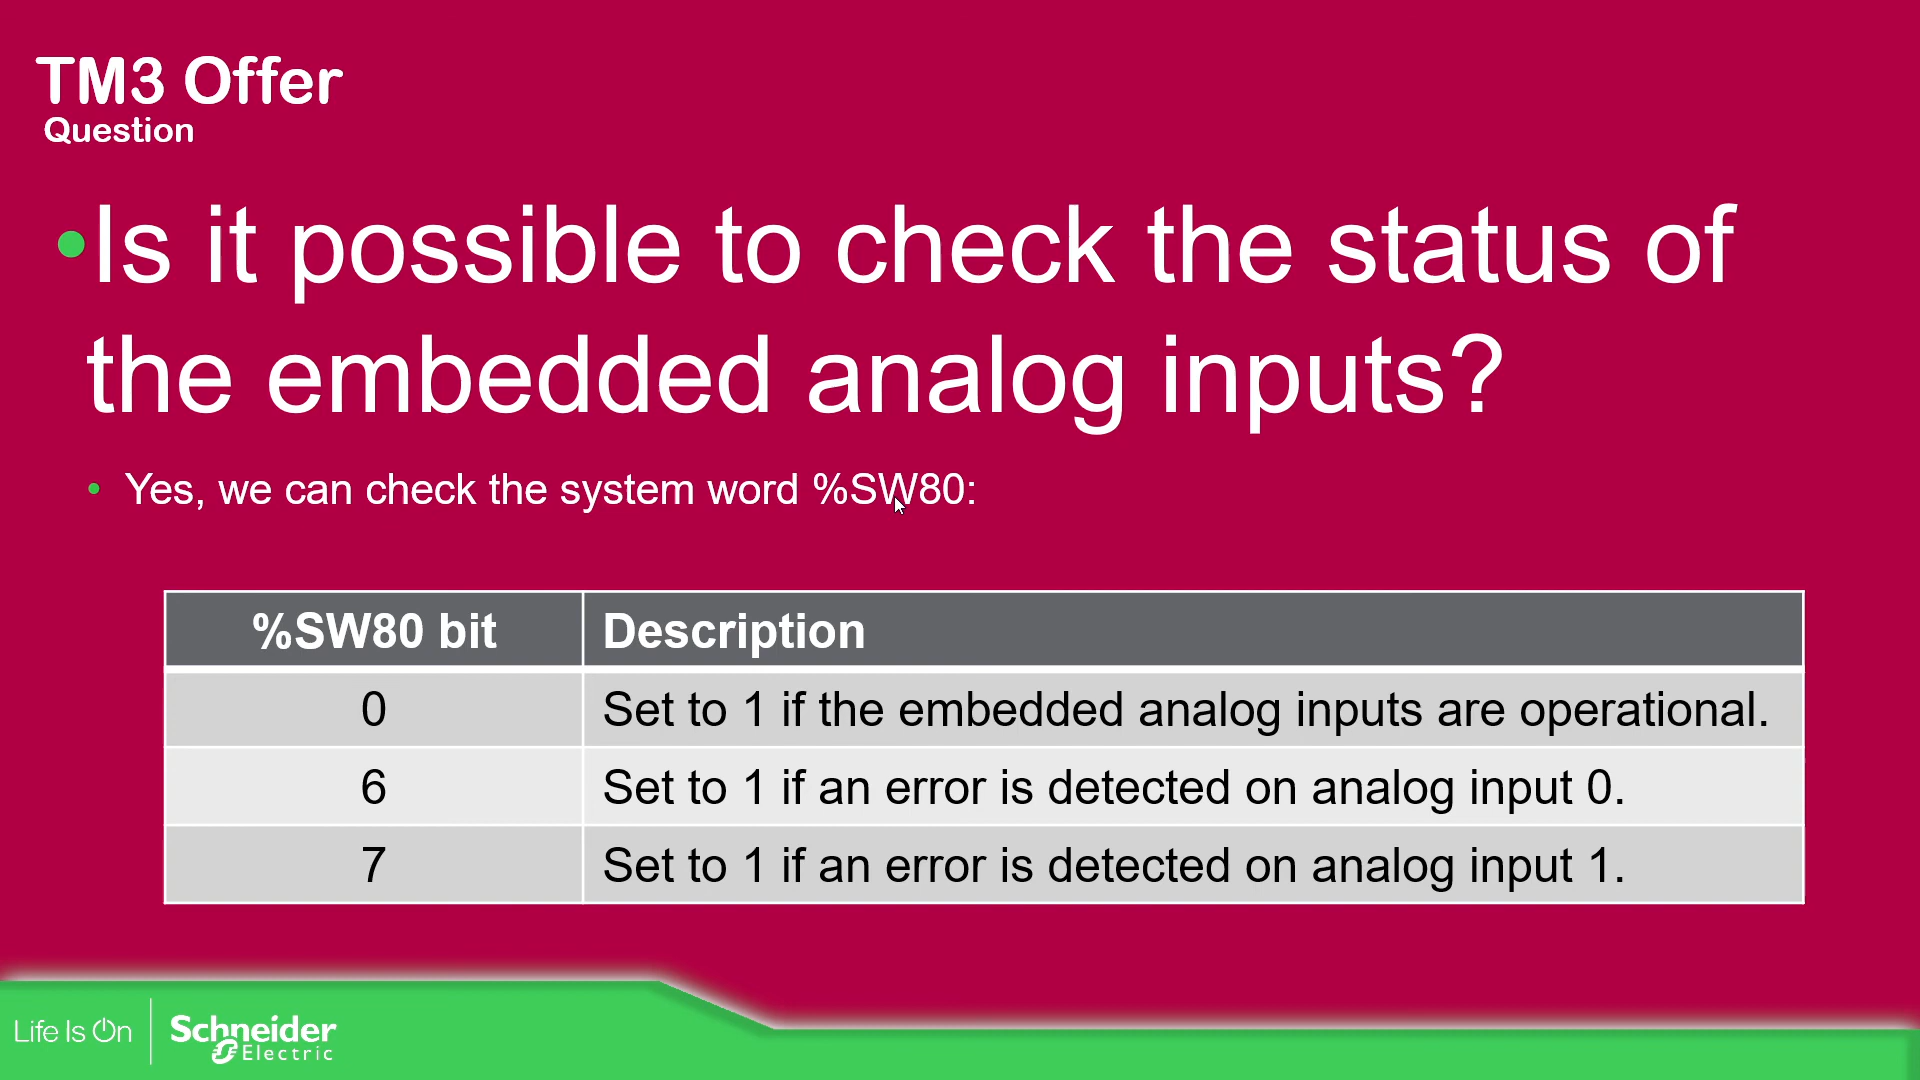 TM3 Offer
Question
•Is it possible to check the status of
the embedded analog inputs?
• Yes, we can check the system word %SW80:
%SW80 bit Description
0 Set to 1 if the embedded analog inputs are operational.
6 Set to 1 if an error is detected on analog input 0.
7 Set to 1 if an error is detected on analog input 1.
Life Is On Schneider
Electric